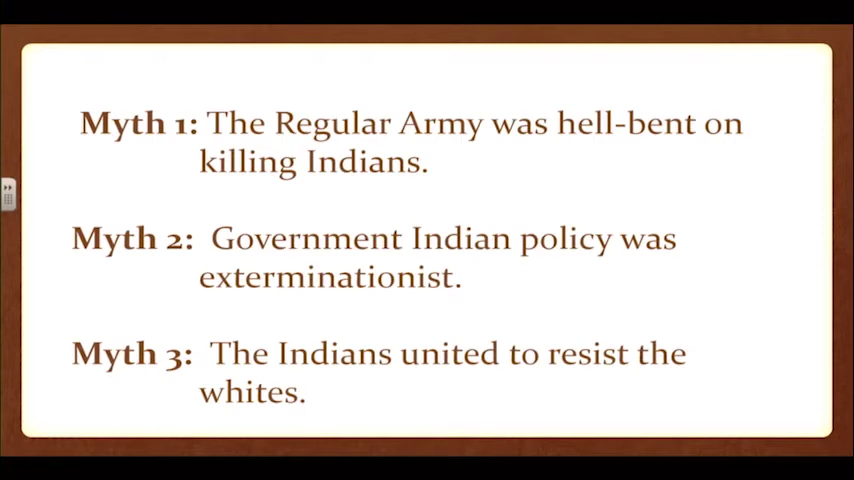 Myth 1: The Regular Army was hell-bent on
killing Indians.
Myth 2: Government Indian policy was
exterminationist.
Myth 3: The Indians united to resist the
whites.